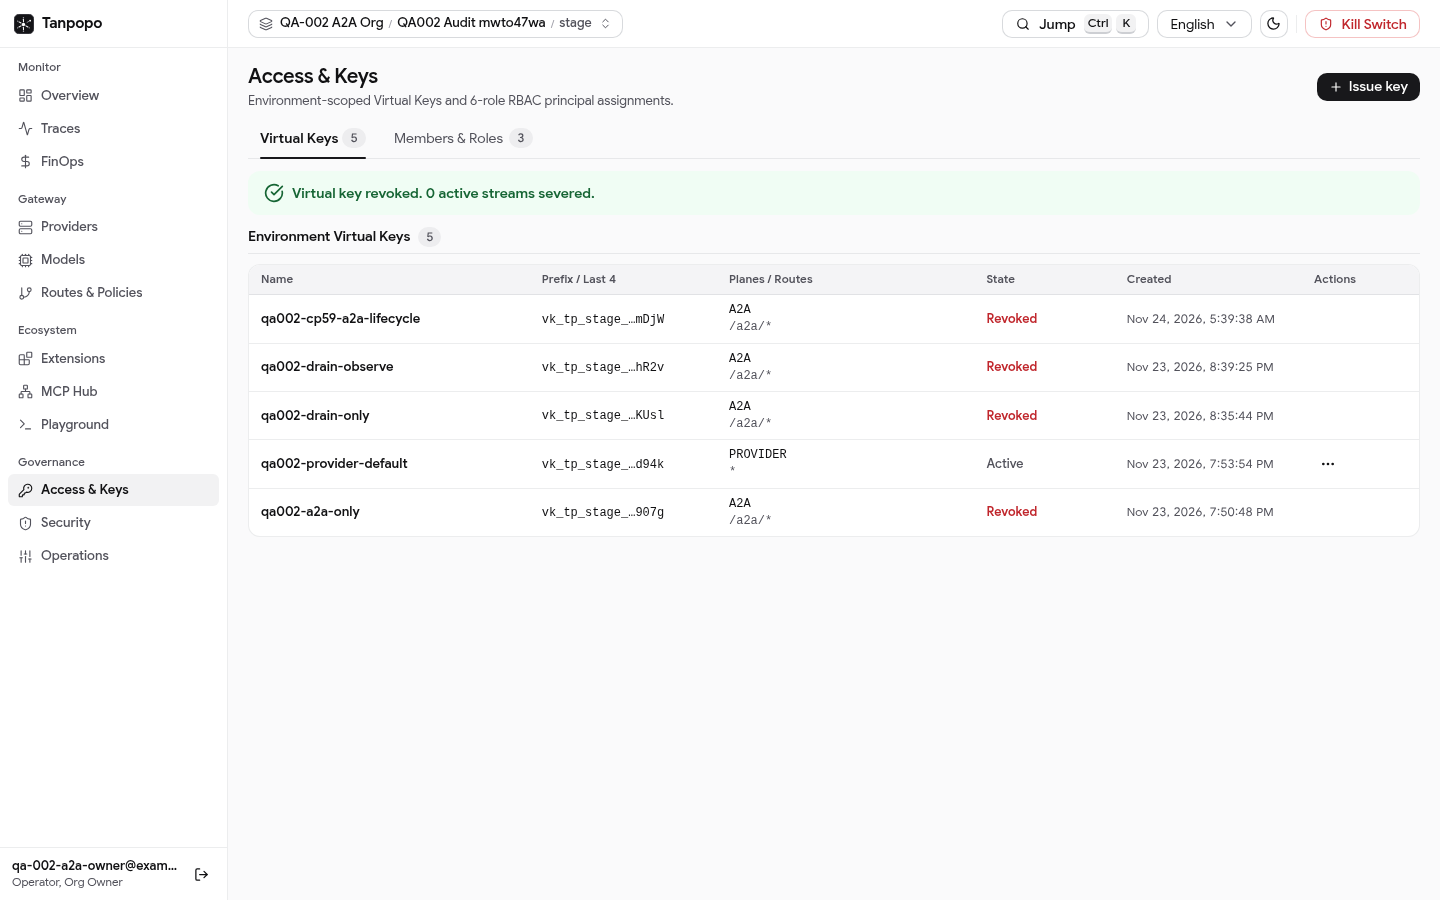 Tanpopo
QA-002 A2A Org / QA002 Audit mwto47wa / stage
Jump Ctrl K
English
Kill Switch
Monitor
Overview
Traces
FinOps
Gateway
Providers
Models
Routes & Policies
Ecosystem
Extensions
MCP Hub
Playground
Governance
Access & Keys
Security
Operations
qa-002-a2a-owner@exam...
Operator, Org Owner
Access & Keys
Environment-scoped Virtual Keys and 6-role RBAC principal assignments.
+ Issue key
Virtual Keys 5 Members & Roles 3
Virtual key revoked. 0 active streams severed.
Environment Virtual Keys 5
Name Prefix / Last 4 Planes / Routes State Created Actions
qa002-cp59-a2a-lifecycle vk_tp_stage_…mDjW A2A /a2a/* Revoked Nov 24, 2026, 5:39:38 AM
qa002-drain-observe vk_tp_stage_…hR2v A2A /a2a/* Revoked Nov 23, 2026, 8:39:25 PM
qa002-drain-only vk_tp_stage_…KUsl A2A /a2a/* Revoked Nov 23, 2026, 8:35:44 PM
qa002-provider-default vk_tp_stage_…d94k PROVIDER * Active Nov 23, 2026, 7:53:54 PM ...
qa002-a2a-only vk_tp_stage_…907g A2A /a2a/* Revoked Nov 23, 2026, 7:50:48 PM